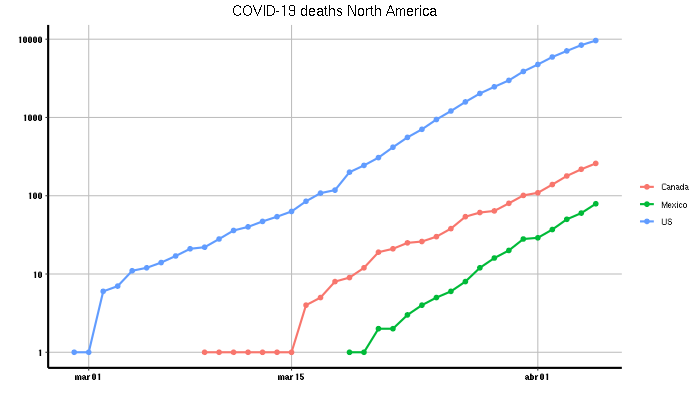 COVID-19 deaths North America
10000
1000
100
10
1
mar 01
mar 15
abr 01
Canada
Mexico
US